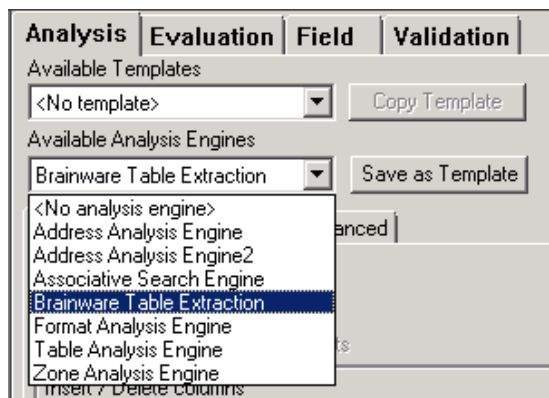 Analysis Evaluation Field Validation
Available Templates
<No template> Copy Template
Available Analysis Engines
Brainware Table Extraction Save as Template
<No analysis engine>
Address Analysis Engine anced
Address Analysis Engine2
Associative Search Engine
Brainware Table Extraction
Format Analysis Engine
Table Analysis Engine ts
Zone Analysis Engine
Insert / Delete columns